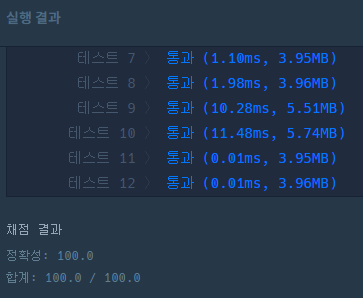 실행 결과
테스트 7 〉 통과 (1.10ms, 3.95MB)
테스트 8 〉 통과 (1.98ms, 3.96MB)
테스트 9 〉 통과 (10.28ms, 5.51MB)
테스트 10 〉 통과 (11.48ms, 5.74MB)
테스트 11 〉 통과 (0.01ms, 3.95MB)
테스트 12 〉 통과 (0.01ms, 3.96MB)
채점 결과
정확성: 100.0
합계: 100.0 / 100.0